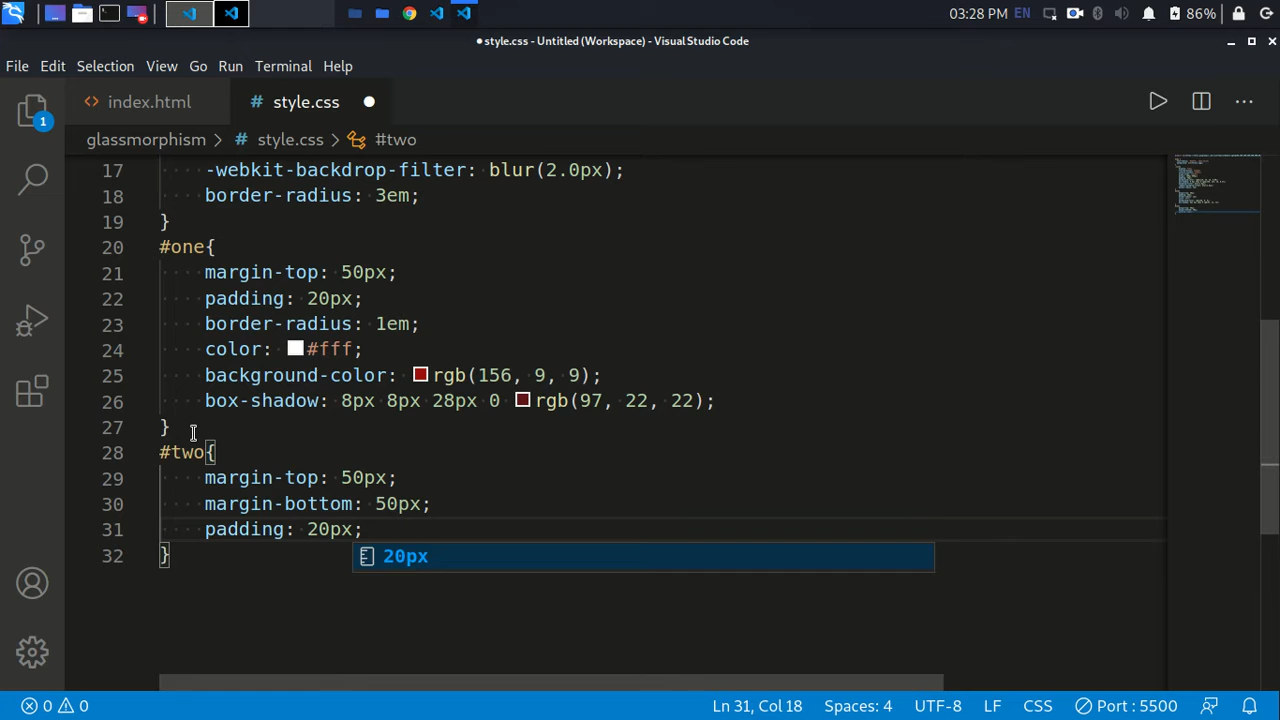 03:28 PM EN 86%
style.css - Untitled (Workspace) - Visual Studio Code
File Edit Selection View Go Run Terminal Help
index.html # style.css
glassmorphism > # style.css > #two
17 -webkit-backdrop-filter: blur(2.0px);
18 border-radius: 3em;
19 }
20 #one{
21 margin-top: 50px;
22 padding: 20px;
23 border-radius: 1em;
24 color: #fff;
25 background-color: rgb(156, 9, 9);
26 box-shadow: 8px 8px 28px 0 rgb(97, 22, 22);
27 }
28 #two{
29 margin-top: 50px;
30 margin-bottom: 50px;
31 padding: 20px;
32 }
20px
1
0 0 Ln 31, Col 18 Spaces: 4 UTF-8 LF CSS Port : 5500